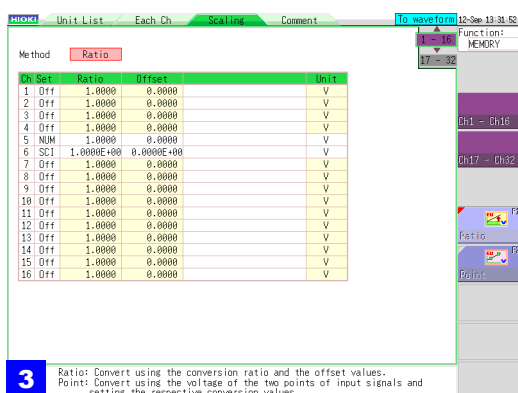 HIOKI Unit List Each Ch Scaling Comment To waveform 12-Sep 13:31:52
Function:
MEMORY
1 - 16
17 - 32
Method Ratio
Ch Set Ratio Offset Unit
1 Off 1.0000 0.0000 V
2 Off 1.0000 0.0000 V
3 Off 1.0000 0.0000 V
4 Off 1.0000 0.0000 V
5 NUM 1.0000 0.0000 V
6 SCI 1.0000E+00 0.0000E+00 V
7 Off 1.0000 0.0000 V
8 Off 1.0000 0.0000 V
9 Off 1.0000 0.0000 V
10 Off 1.0000 0.0000 V
11 Off 1.0000 0.0000 V
12 Off 1.0000 0.0000 V
13 Off 1.0000 0.0000 V
14 Off 1.0000 0.0000 V
15 Off 1.0000 0.0000 V
16 Off 1.0000 0.0000 V
Ch1 - Ch16
Ch17 - Ch32
Ratio
Point
3
Ratio: Convert using the conversion ratio and the offset values.
Point: Convert using the voltage of the two points of input signals and
setting the respective conversion values